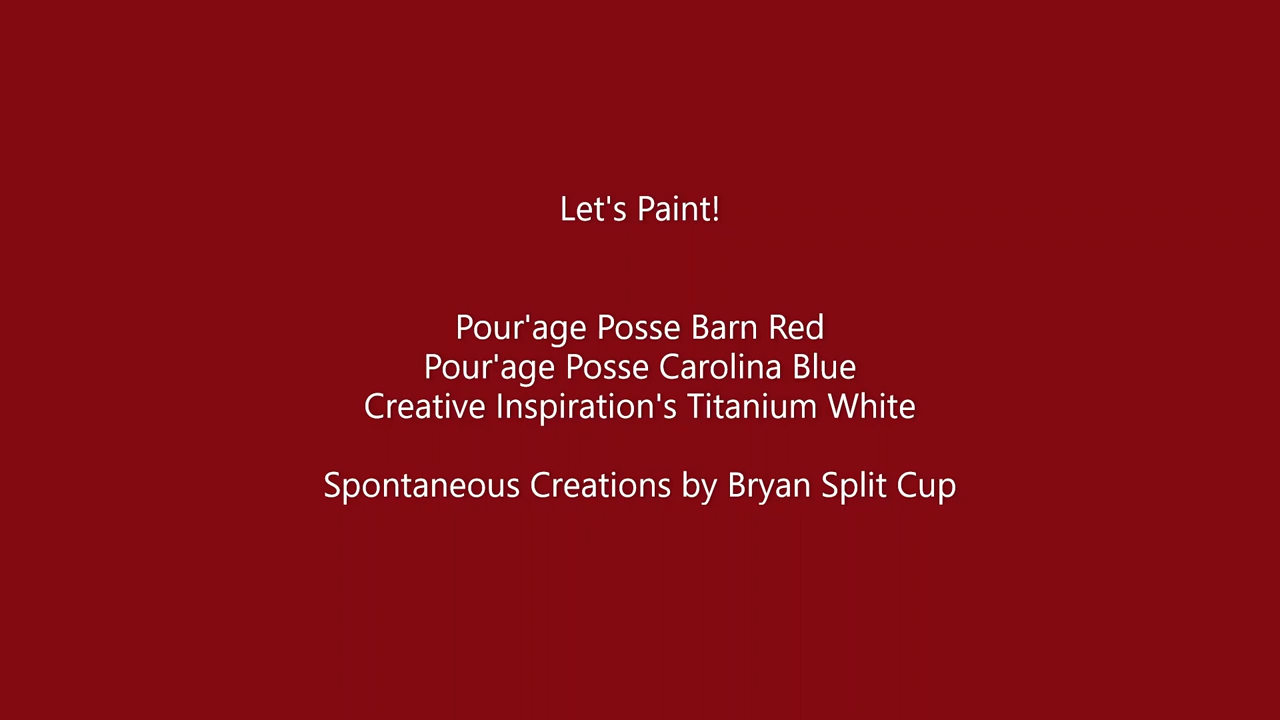 Let's Paint!
Pour'age Posse Barn Red
Pour'age Posse Carolina Blue
Creative Inspiration's Titanium White
Spontaneous Creations by Bryan Split Cup